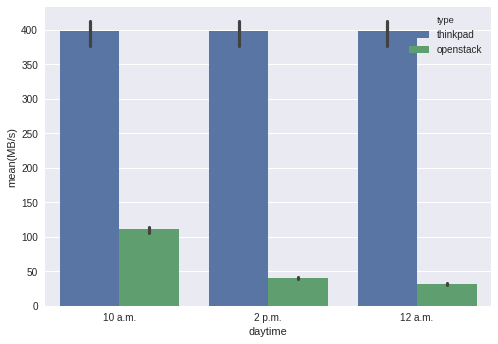 type
thinkpad
openstack
mean(MB/s)
400
350
300
250
200
150
100
50
0
10 a.m.
2 p.m.
12 a.m.
daytime